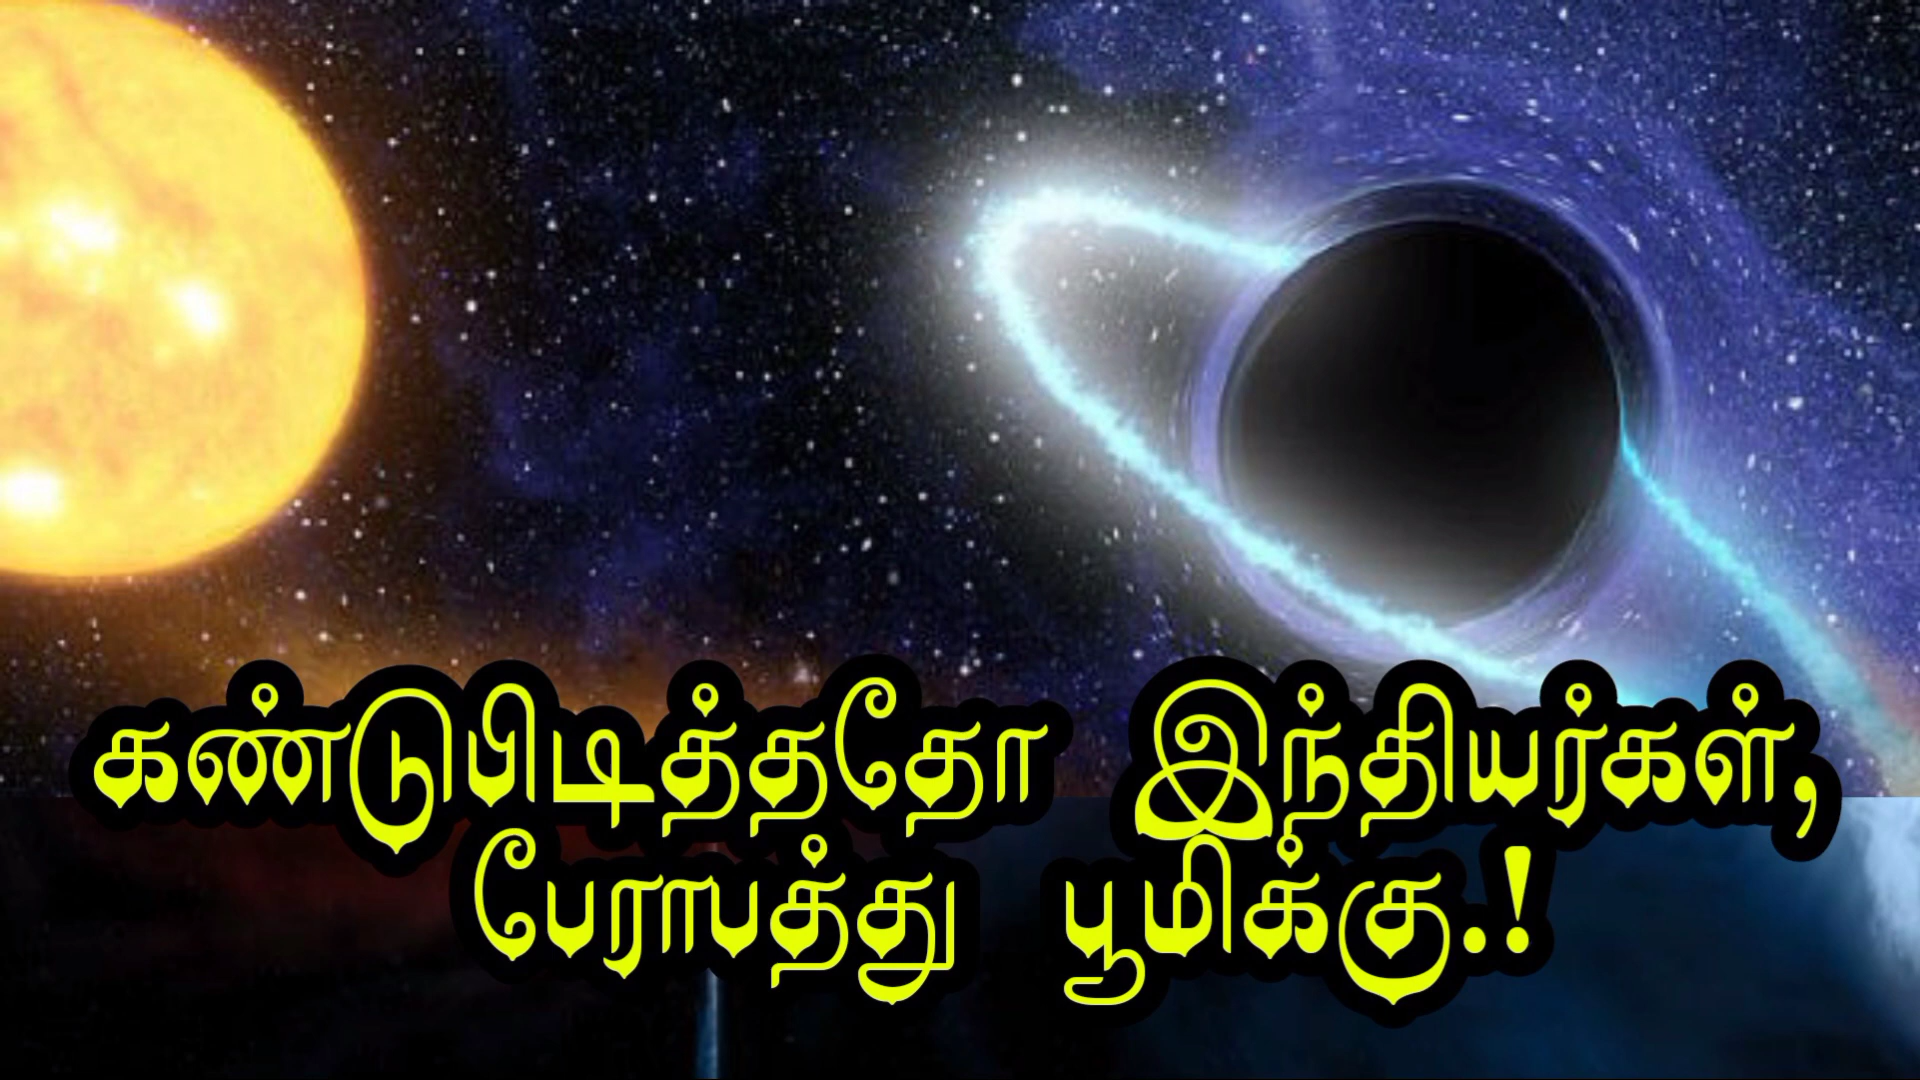 கண்டுபிடித்ததோ இந்தியர்கள்,
பேராபத்து பூமிக்கு.!